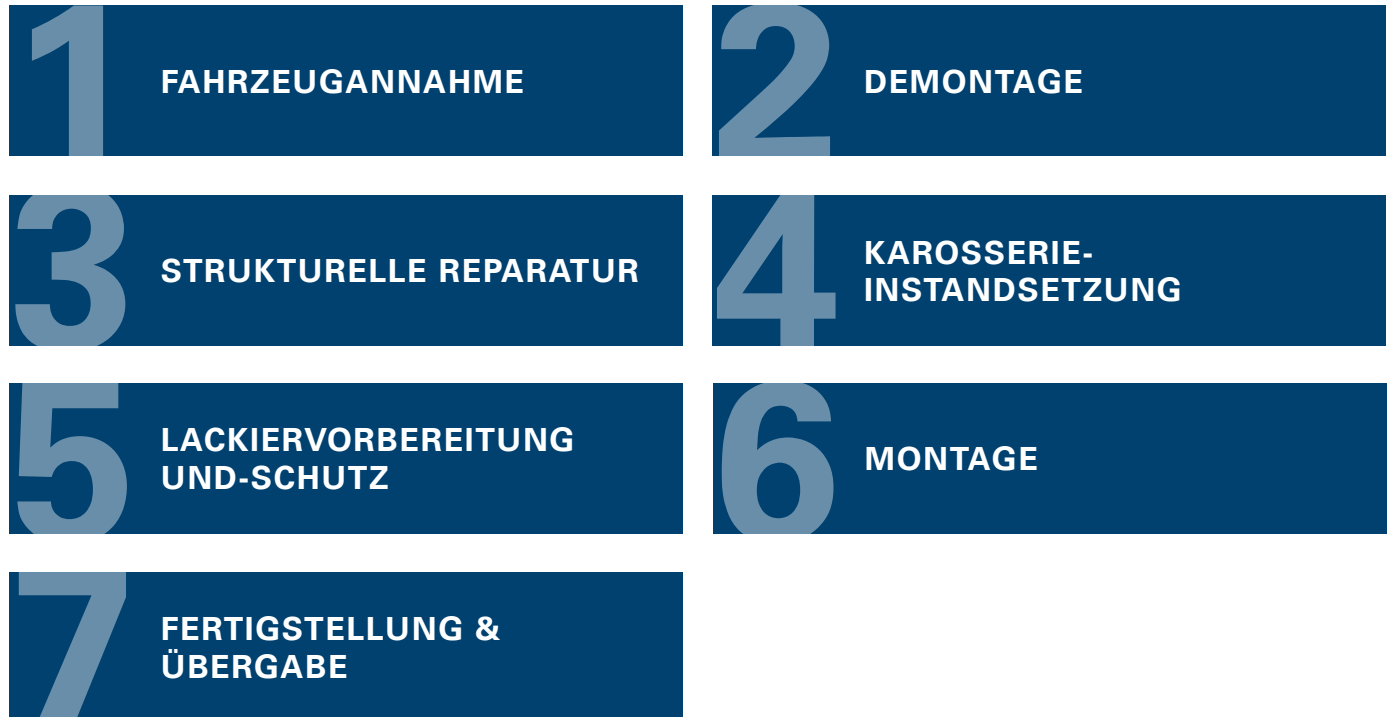 1
FAHRZEUGANNAHME
2
DEMONTAGE
3
STRUKTURELLE REPARATUR
4
KAROSSERIE-
INSTANDSETZUNG
5
LACKIERVORBEREITUNG
UND-SCHUTZ
6
MONTAGE
7
FERTIGSTELLUNG &
ÜBERGABE